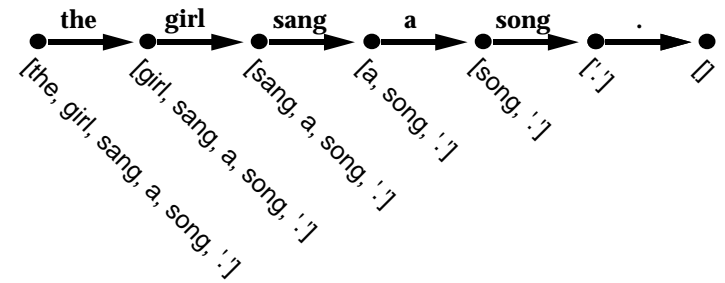 the girl sang a song .
[the, girl, sang, a, song, '.']
[girl, sang, a, song, '.']
[sang, a, song, '.']
[a, song, '.']
[song, '.']
['.']
[]